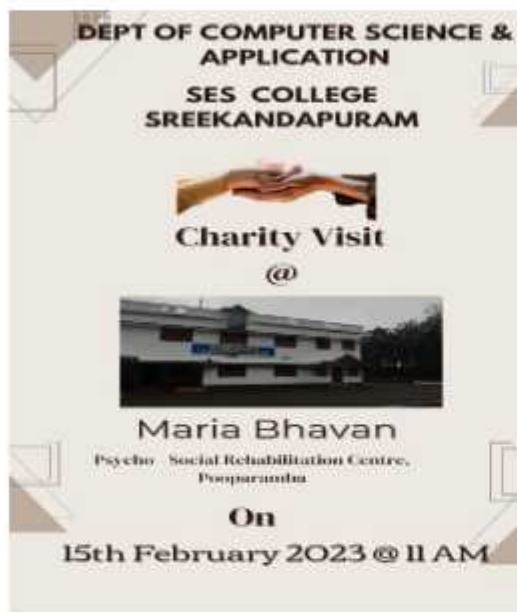 DEPT OF COMPUTER SCIENCE &
APPLICATION
SES COLLEGE
SREEKANDAPURAM
Charity Visit
@
Maria Bhavan
Psycho Social Rehabilitation Centre,
Pooparamba
On
15th February 2023 @ 11 AM